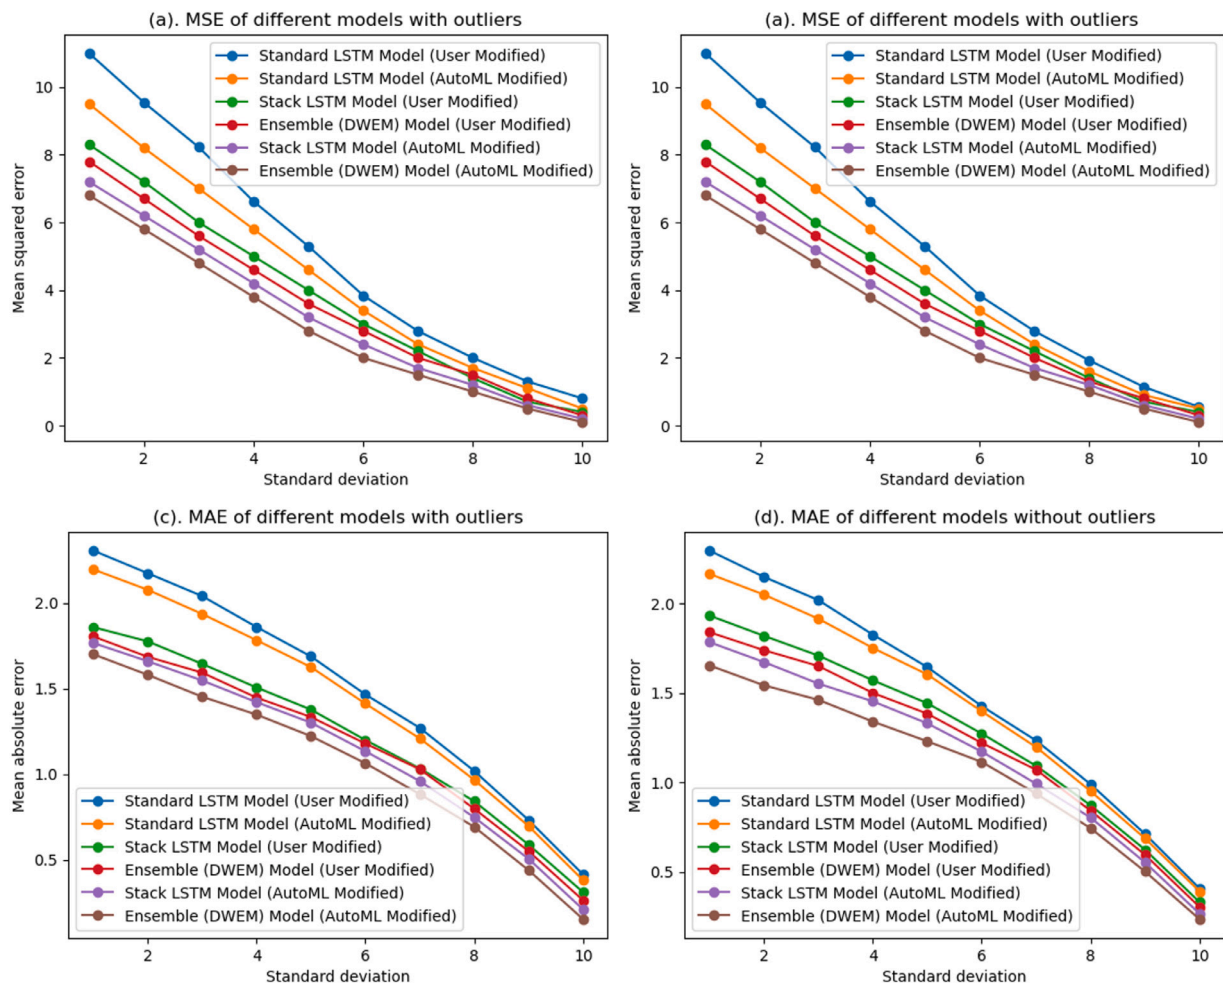 (a). MSE of different models with outliers
Mean squared error
10
8
6
4
2
0
Standard LSTM Model (User Modified)
Standard LSTM Model (AutoML Modified)
Stack LSTM Model (User Modified)
Ensemble (DWEM) Model (User Modified)
Stack LSTM Model (AutoML Modified)
Ensemble (DWEM) Model (AutoML Modified)
2 4 6 8 10
Standard deviation
(a). MSE of different models with outliers
Mean squared error
10
8
6
4
2
0
Standard LSTM Model (User Modified)
Standard LSTM Model (AutoML Modified)
Stack LSTM Model (User Modified)
Ensemble (DWEM) Model (User Modified)
Stack LSTM Model (AutoML Modified)
Ensemble (DWEM) Model (AutoML Modified)
2 4 6 8 10
Standard deviation
(c). MAE of different models with outliers
Mean absolute error
2.0
1.5
1.0
0.5
Standard LSTM Model (User Modified)
Standard LSTM Model (AutoML Modified)
Stack LSTM Model (User Modified)
Ensemble (DWEM) Model (User Modified)
Stack LSTM Model (AutoML Modified)
Ensemble (DWEM) Model (AutoML Modified)
2 4 6 8 10
Standard deviation
(d). MAE of different models without outliers
Mean absolute error
2.0
1.5
1.0
0.5
Standard LSTM Model (User Modified)
Standard LSTM Model (AutoML Modified)
Stack LSTM Model (User Modified)
Ensemble (DWEM) Model (User Modified)
Stack LSTM Model (AutoML Modified)
Ensemble (DWEM) Model (AutoML Modified)
2 4 6 8 10
Standard deviation